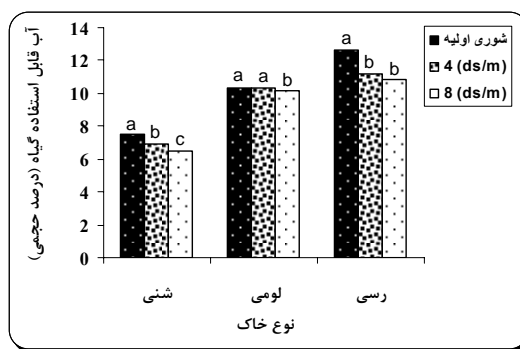 آب قابل استفاده گیاه (درصد حجمی)
14
12
10
8
6
4
2
0
a
b
c
a
a
b
a
b
b
شوری اولیه
4 (ds/m)
8 (ds/m)
شنی
لومی
رسی
نوع خاک